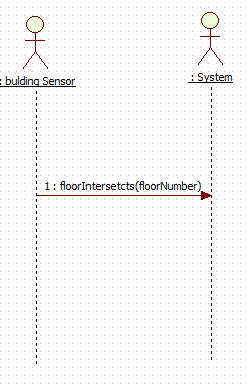 : bulding Sensor
: System
1 : floorIntersetcts(floorNumber)